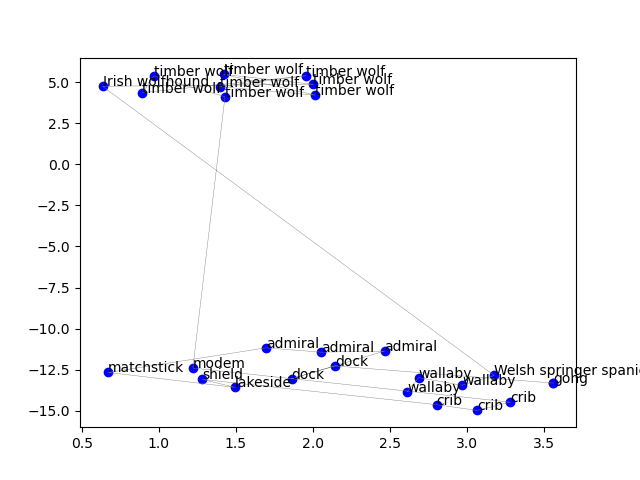 timber wolf
timber wolf
timber wolf
Irish wolfhound
timber wolf
timber wolf
timber wolf
timber wolf
timber wolf
5.0
2.5
0.0
−2.5
−5.0
−7.5
−10.0
−12.5
−15.0
admiral
admiral
admiral
dock
matchstick
modem
shield
lakeside
dock
wallaby
wallaby
wallaby
Welsh springer spani
gong
crib
crib
crib
0.5
1.0
1.5
2.0
2.5
3.0
3.5